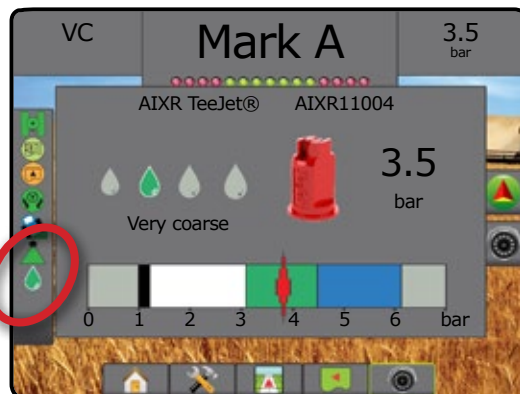 VC
Mark A
3.5
bar
AIXR TeeJet® AIXR11004
3.5
bar
Very coarse
0 1 2 3 4 5 6 bar